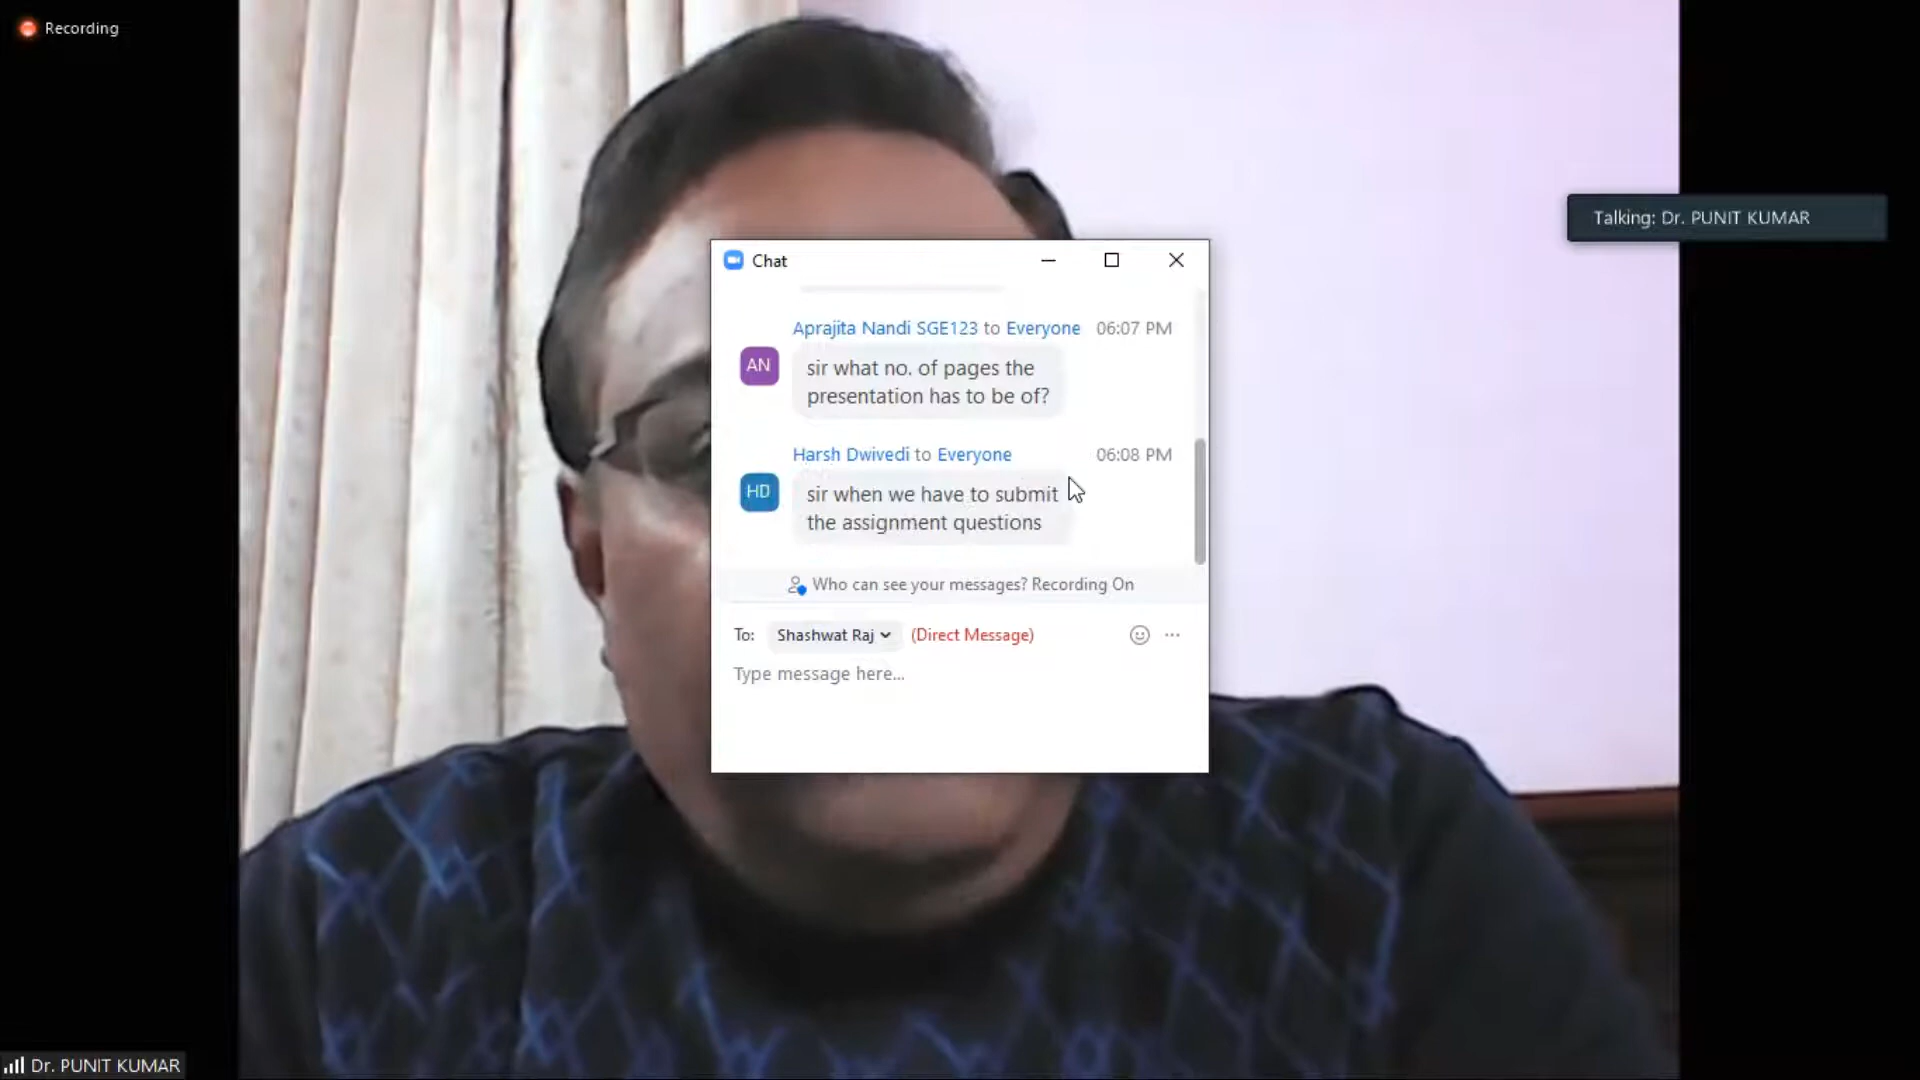 Recording
Talking: Dr. PUNIT KUMAR
Chat
Aprajita Nandi SGE123 to Everyone 06:07 PM
AN
sir what no. of pages the
presentation has to be of?
Harsh Dwivedi to Everyone 06:08 PM
HD
sir when we have to submit
the assignment questions
Who can see your messages? Recording On
To: Shashwat Raj (Direct Message)
Type message here...
Dr. PUNIT KUMAR